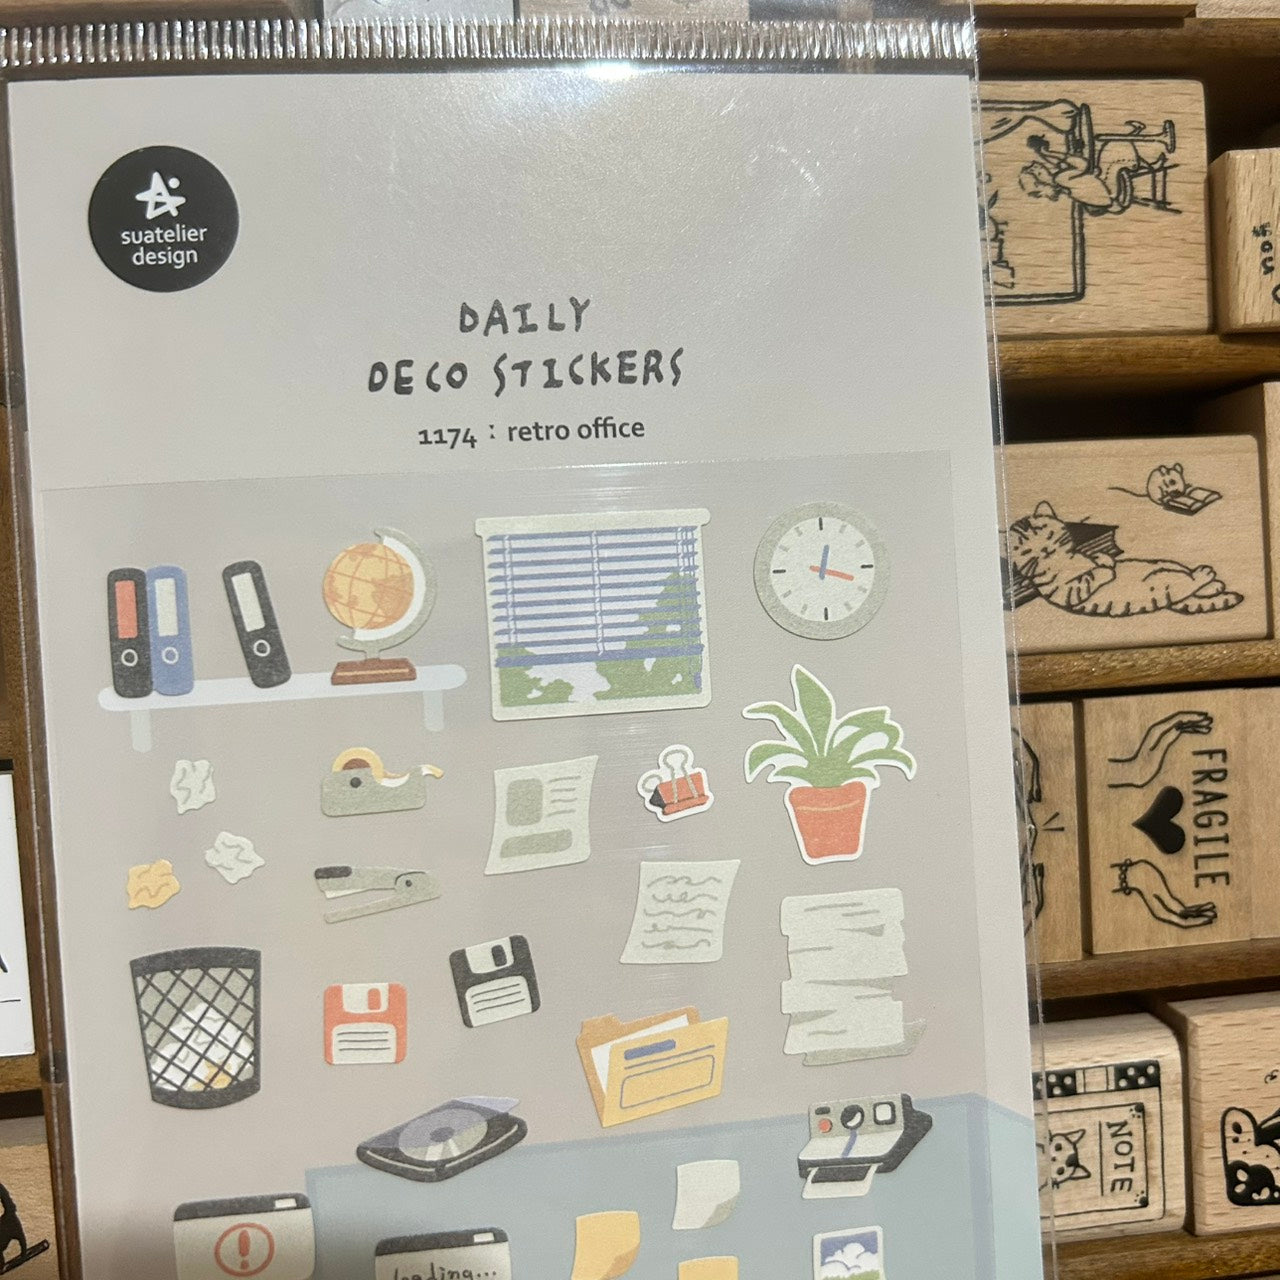 suatelier
design
DAILY
DECO STICKERS
1174 : retro office
loading...
FRAGILE
NOTE